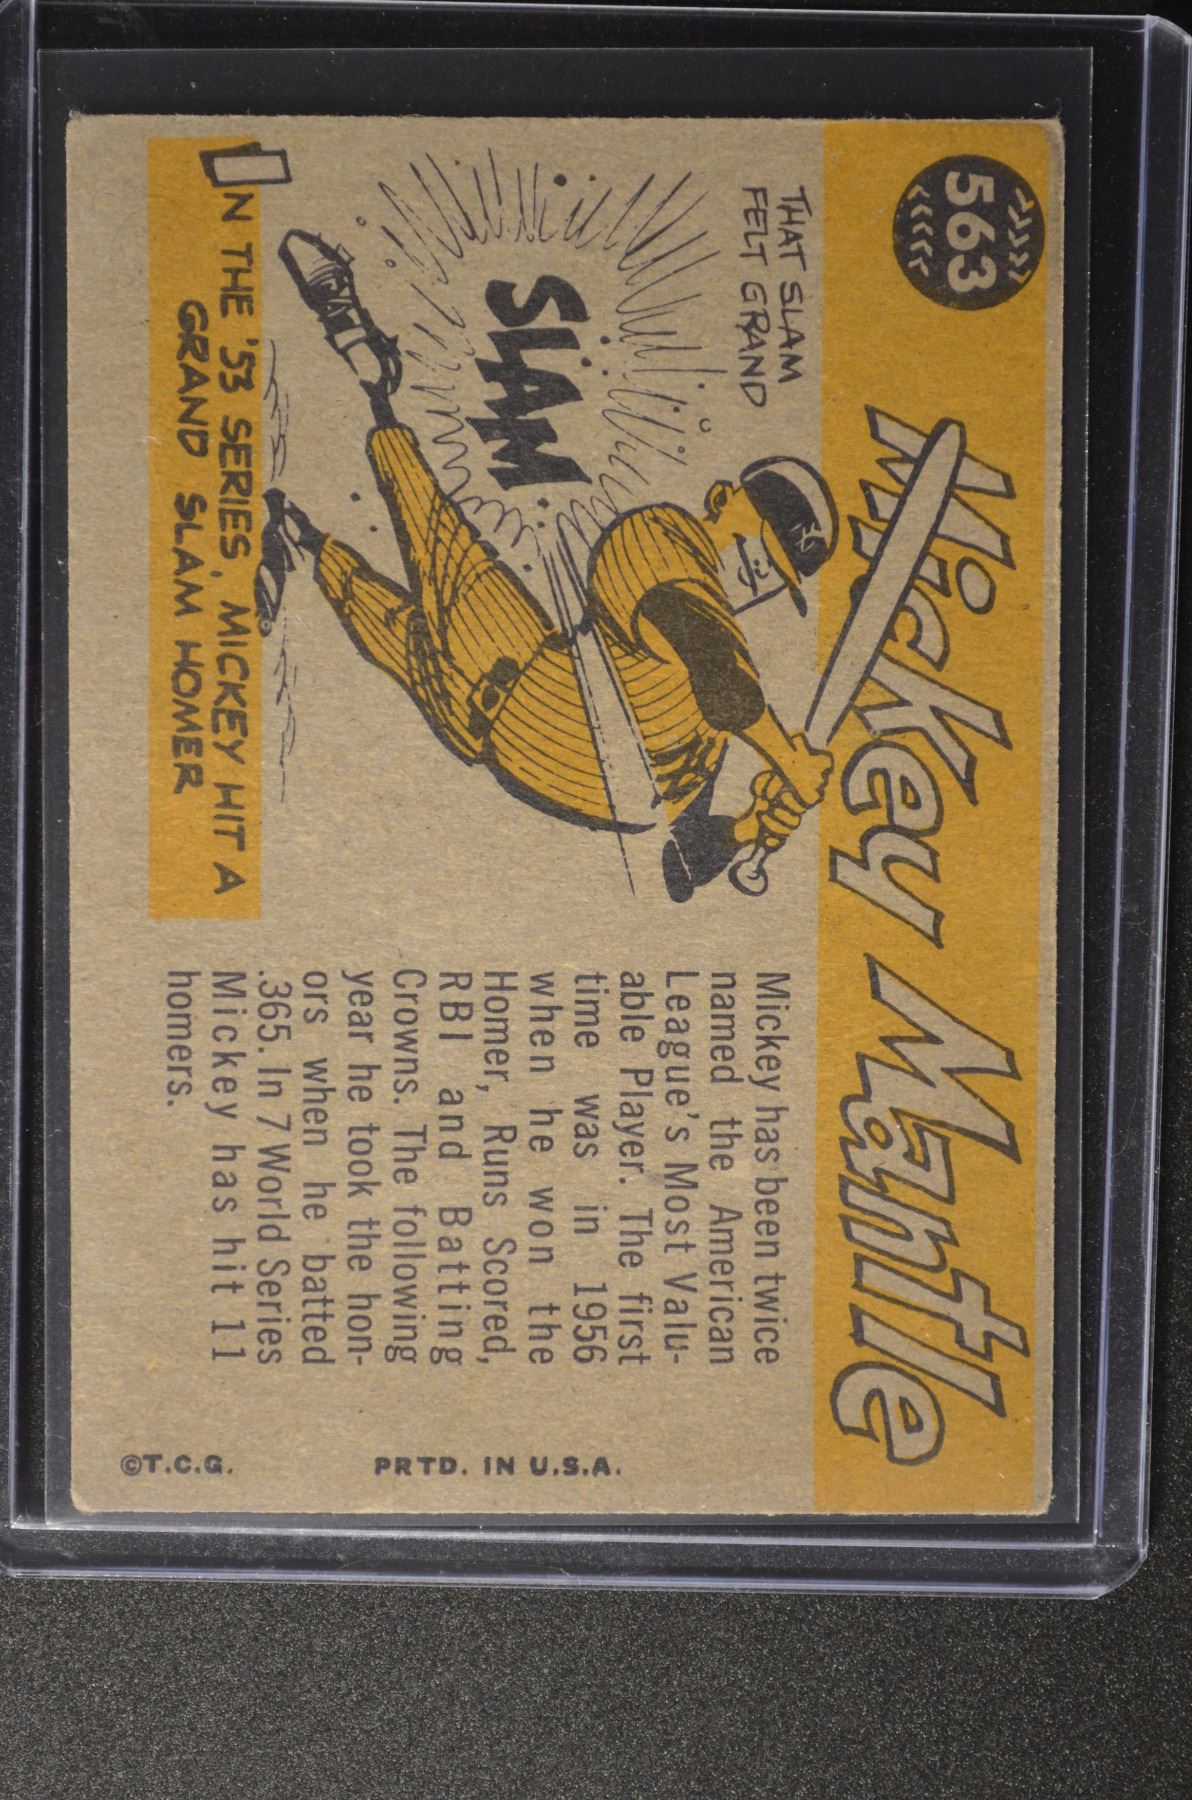 563
Mickey Mantle
THAT SLAM
FELT GRAND
SLAM
IN THE '53 SERIES, MICKEY HIT A
GRAND SLAM HOMER
Mickey has been twice
named the American
League's Most Valu-
able Player. The first
time was in 1956
when he won the
Homer, Runs Scored,
RBI and Batting
Crowns. The following
year he took the hon-
ors when he batted
.365. In 7 World Series
Mickey has hit 11
homers.
©T.C.G. PRTD. IN U.S.A.